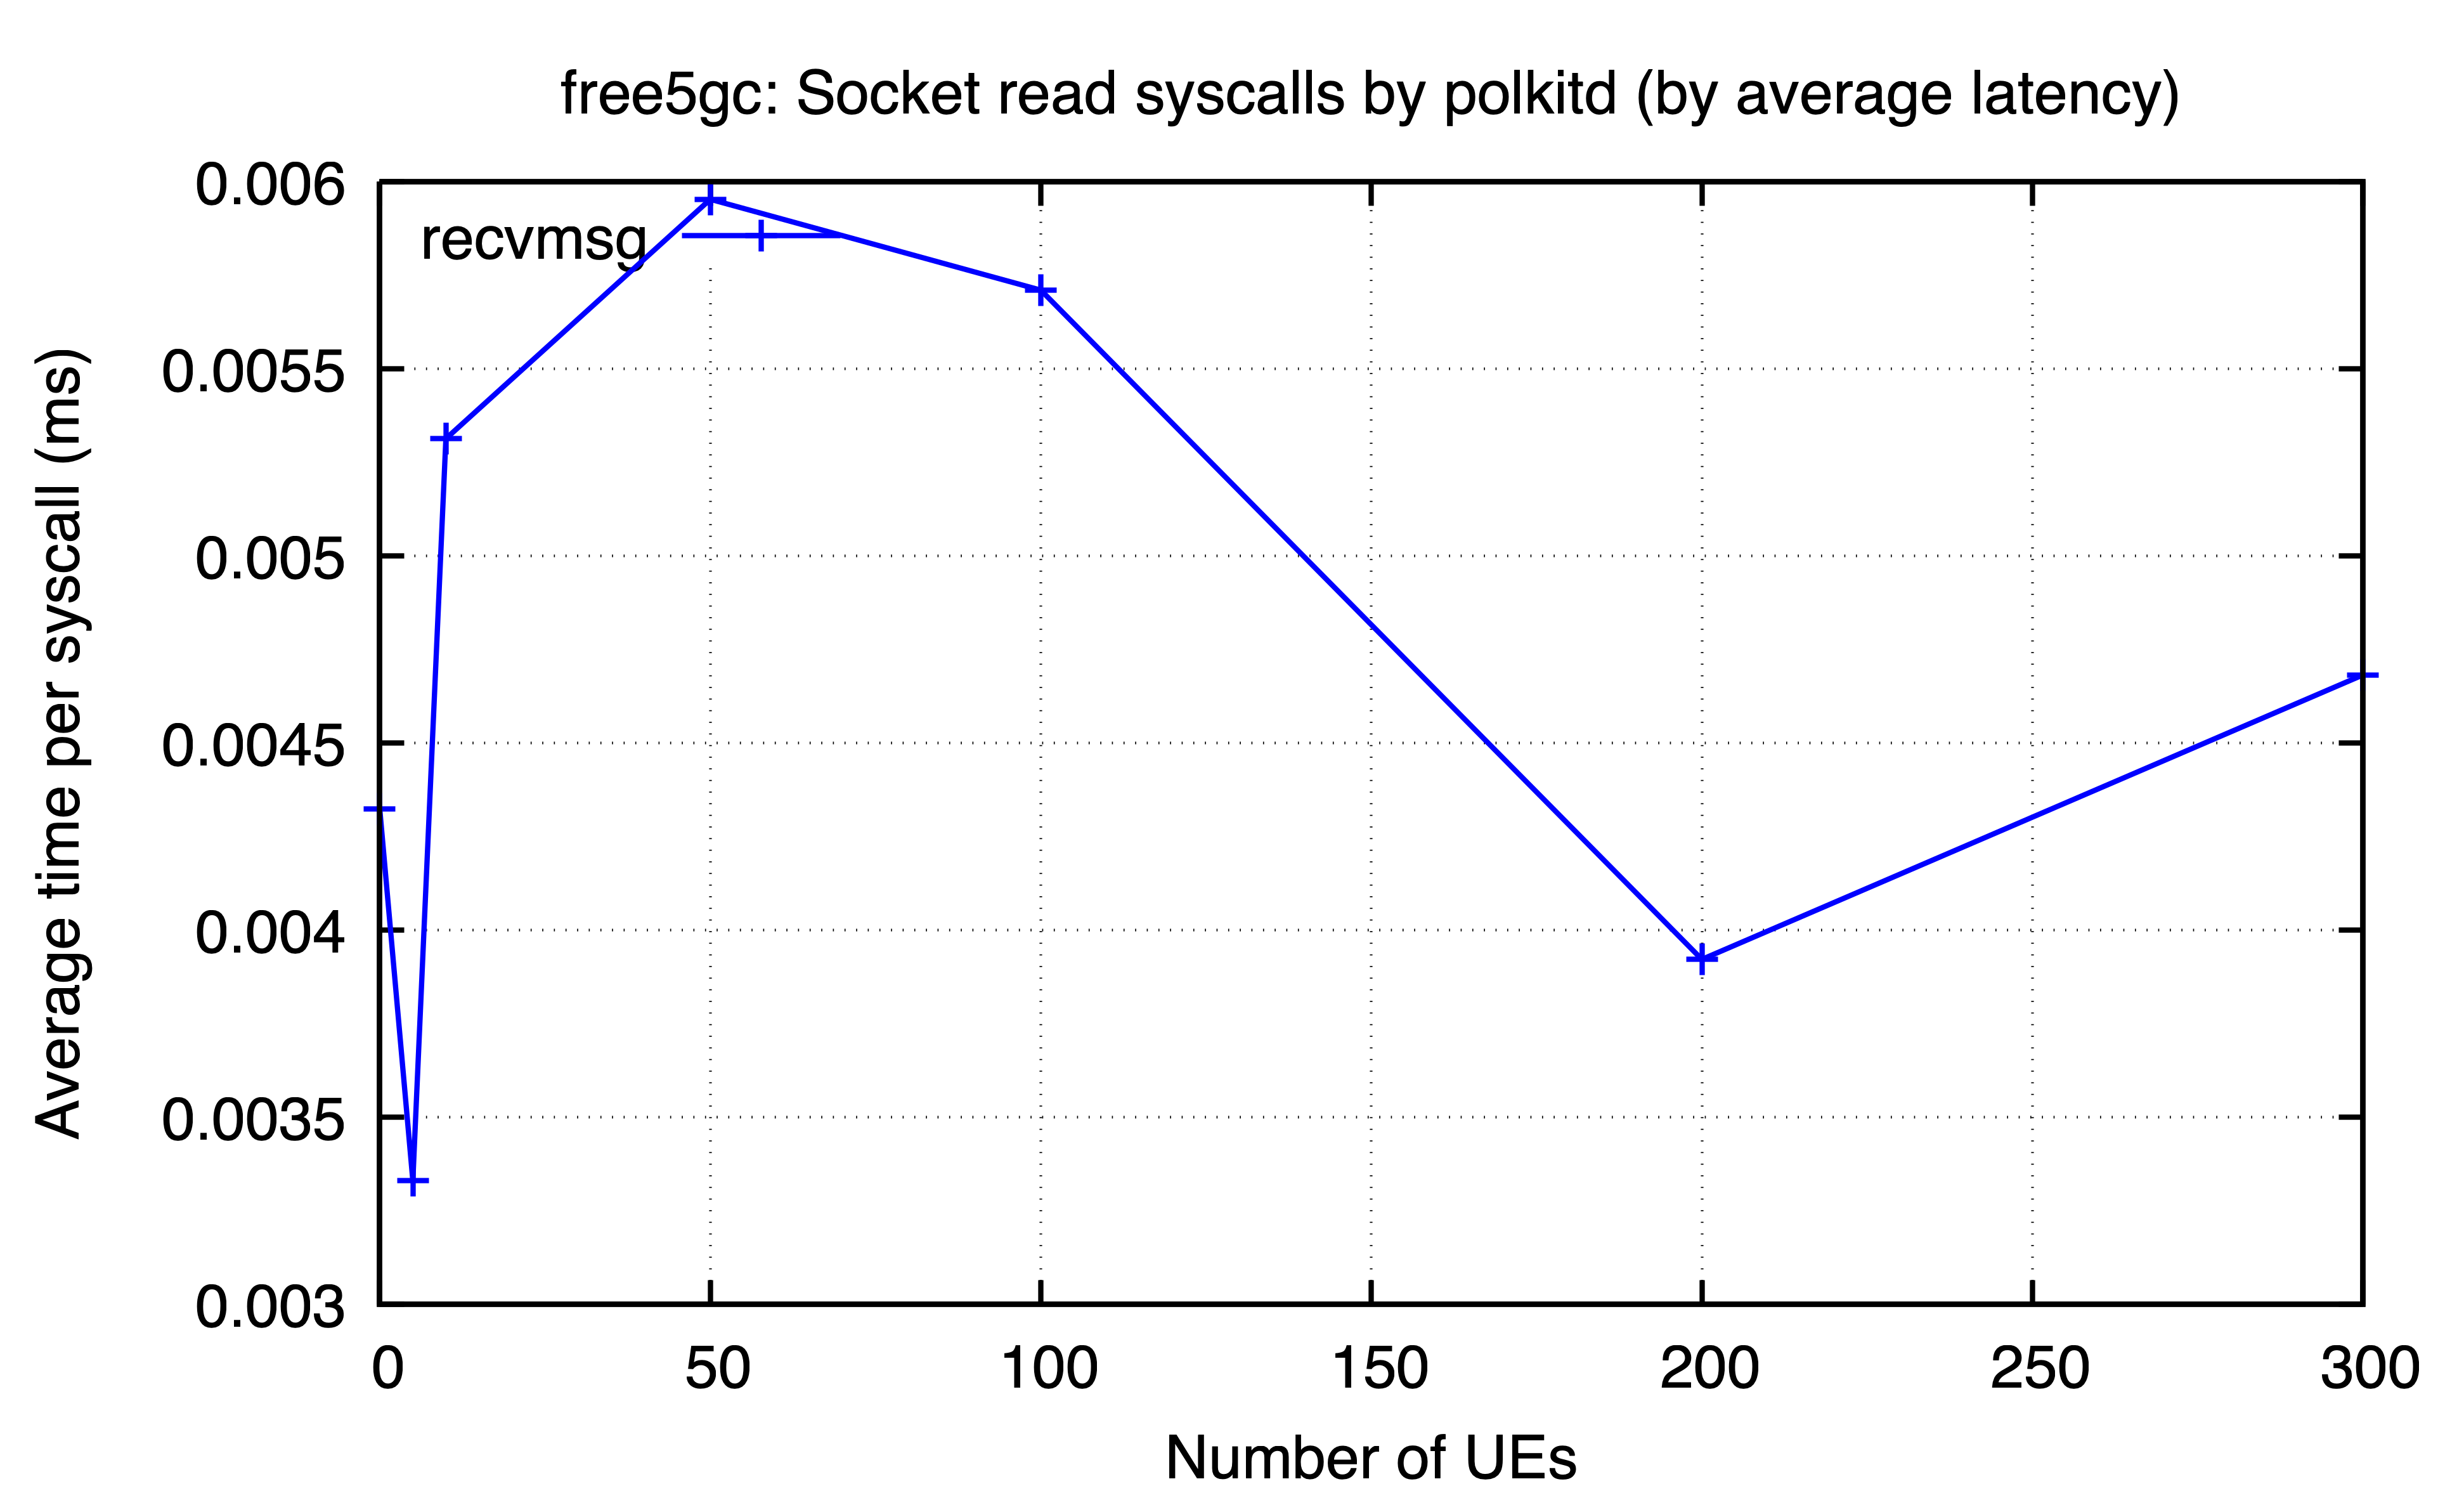 free5gc: Socket read syscalls by polkitd (by average latency)
0.006
recvmsg
0.0055
0.005
0.0045
0.004
0.0035
0.003
Average time per syscall (ms)
0 50 100 150 200 250 300
Number of UEs